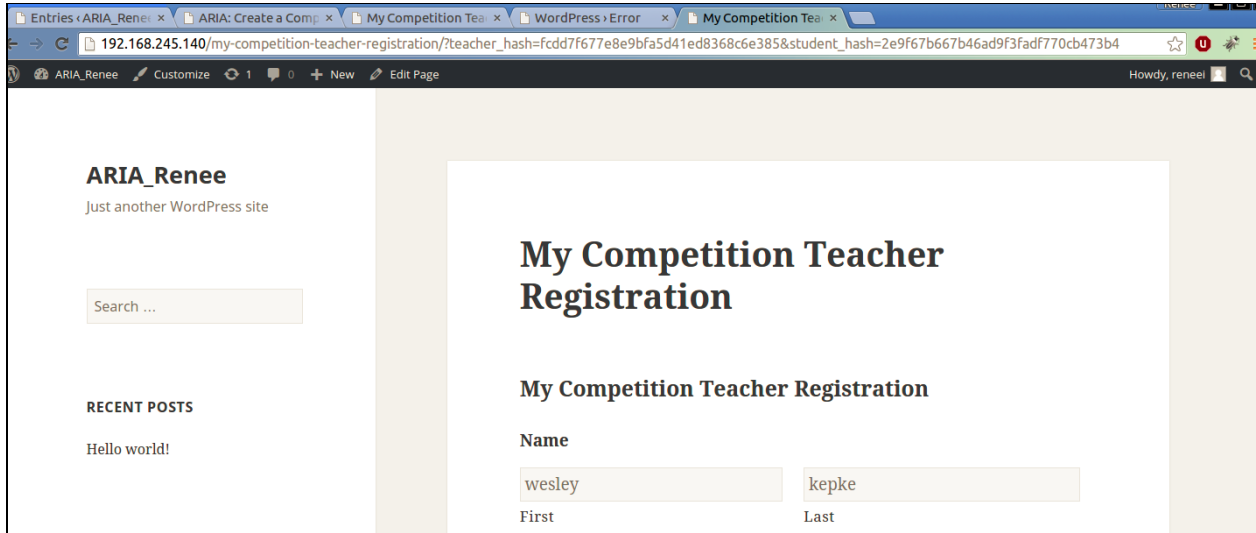 Renee
Entries ‹ ARIA_Rene
ARIA: Create a Comp
My Competition Tea
WordPress › Error
My Competition Tea
192.168.245.140/my-competition-teacher-registration/?teacher_hash=fcdd7f677e8e9bfa5d41ed8368c6e385&student_hash=2e9f67b667b46ad9f3fadf770cb473b4
ARIA_Renee
Customize
1
0
New
Edit Page
Howdy, reneei
ARIA_Renee
Just another WordPress site
Search ...
RECENT POSTS
Hello world!
My Competition Teacher
Registration
My Competition Teacher Registration
Name
wesley
kepke
First
Last